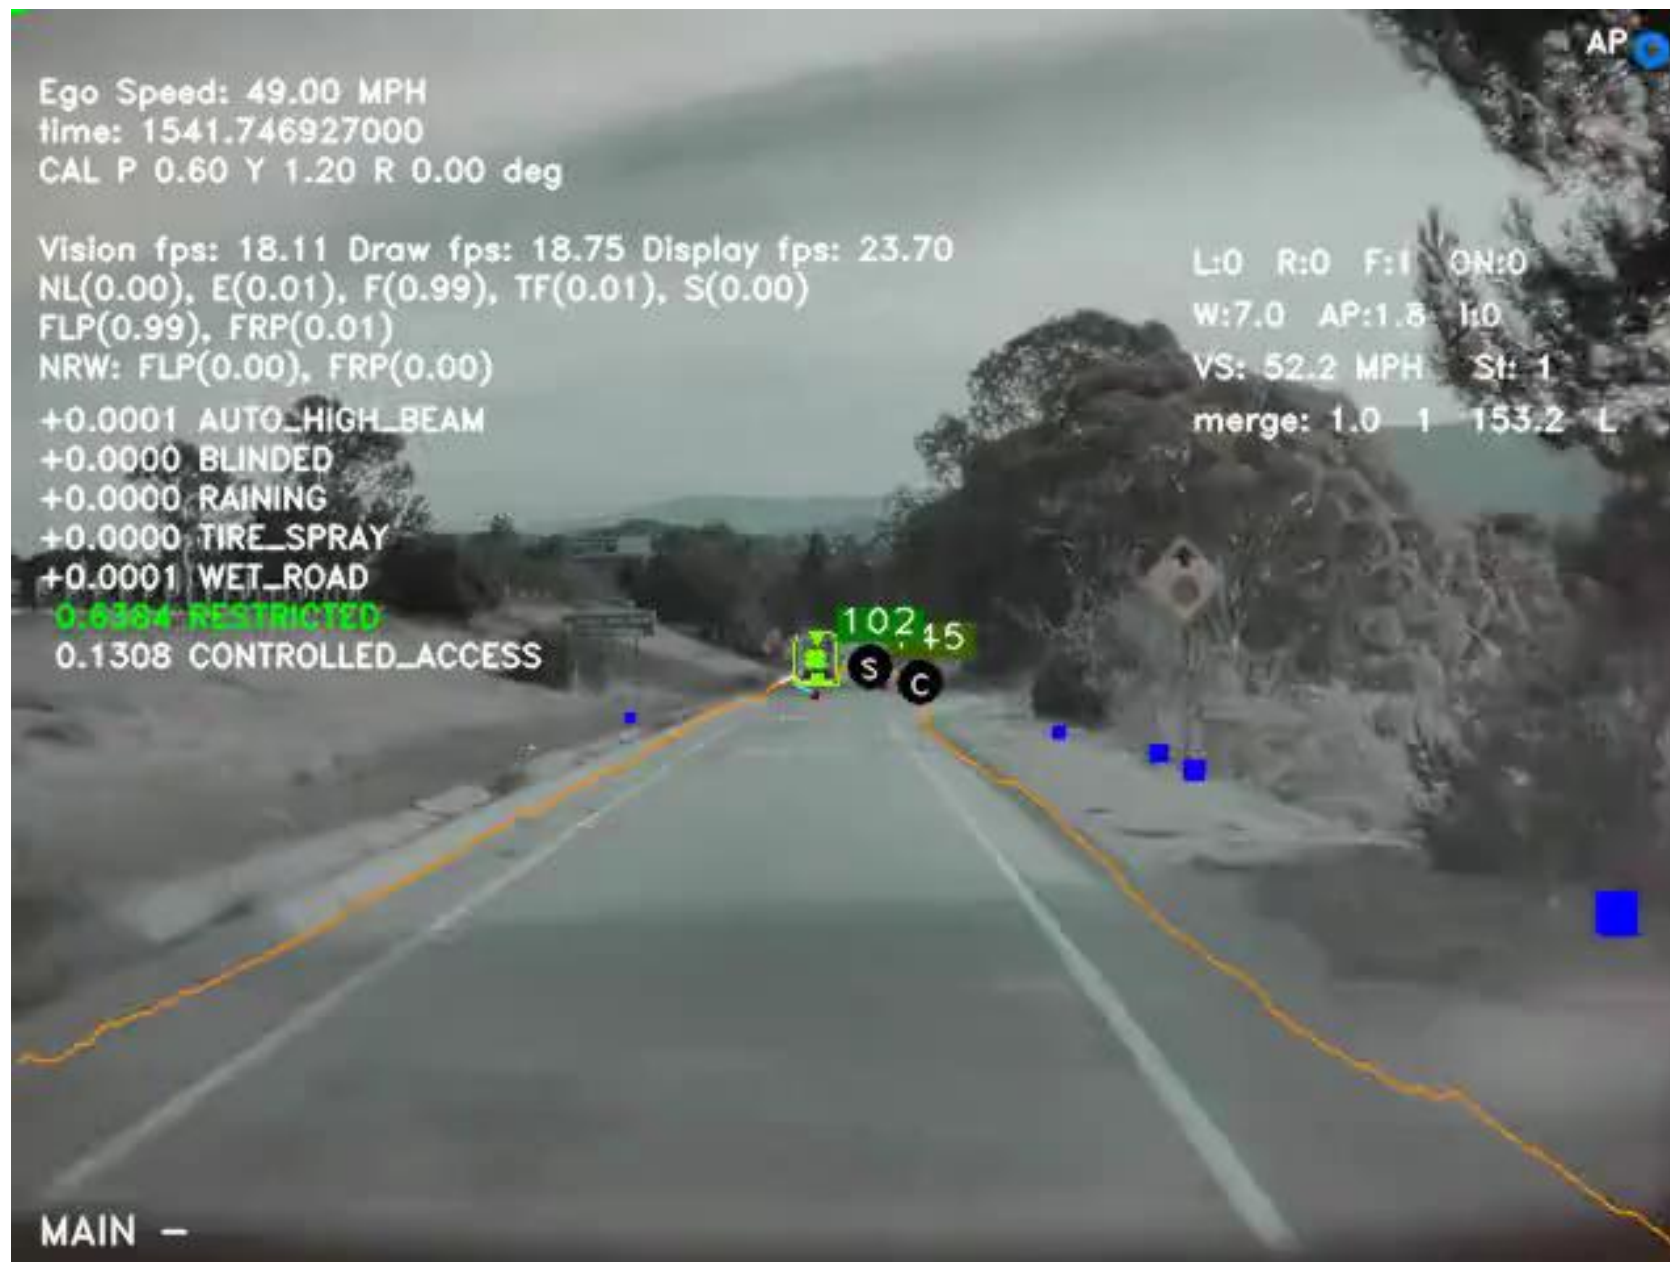 AP
Ego Speed: 49.00 MPH
time: 1541.746927000
CAL P 0.60 Y 1.20 R 0.00 deg
Vision fps: 18.11 Draw fps: 18.75 Display fps: 23.70
NL(0.00), E(0.01), F(0.99), TF(0.01), S(0.00)
FLP(0.99), FRP(0.01)
NRW: FLP(0.00), FRP(0.00)
+0.0001 AUTO_HIGH_BEAM
+0.0000 BLINDED
+0.0000 RAINING
+0.0000 TIRE_SPRAY
+0.0001 WET_ROAD
0.6384 RESTRICTED
0.1308 CONTROLLED_ACCESS
L:0 R:0 F:1 ON:0
W:7.0 AP:1.8 I:0
VS: 52.2 MPH St: 1
merge: 1.0 1 153.2 L
102
S
C
MAIN -